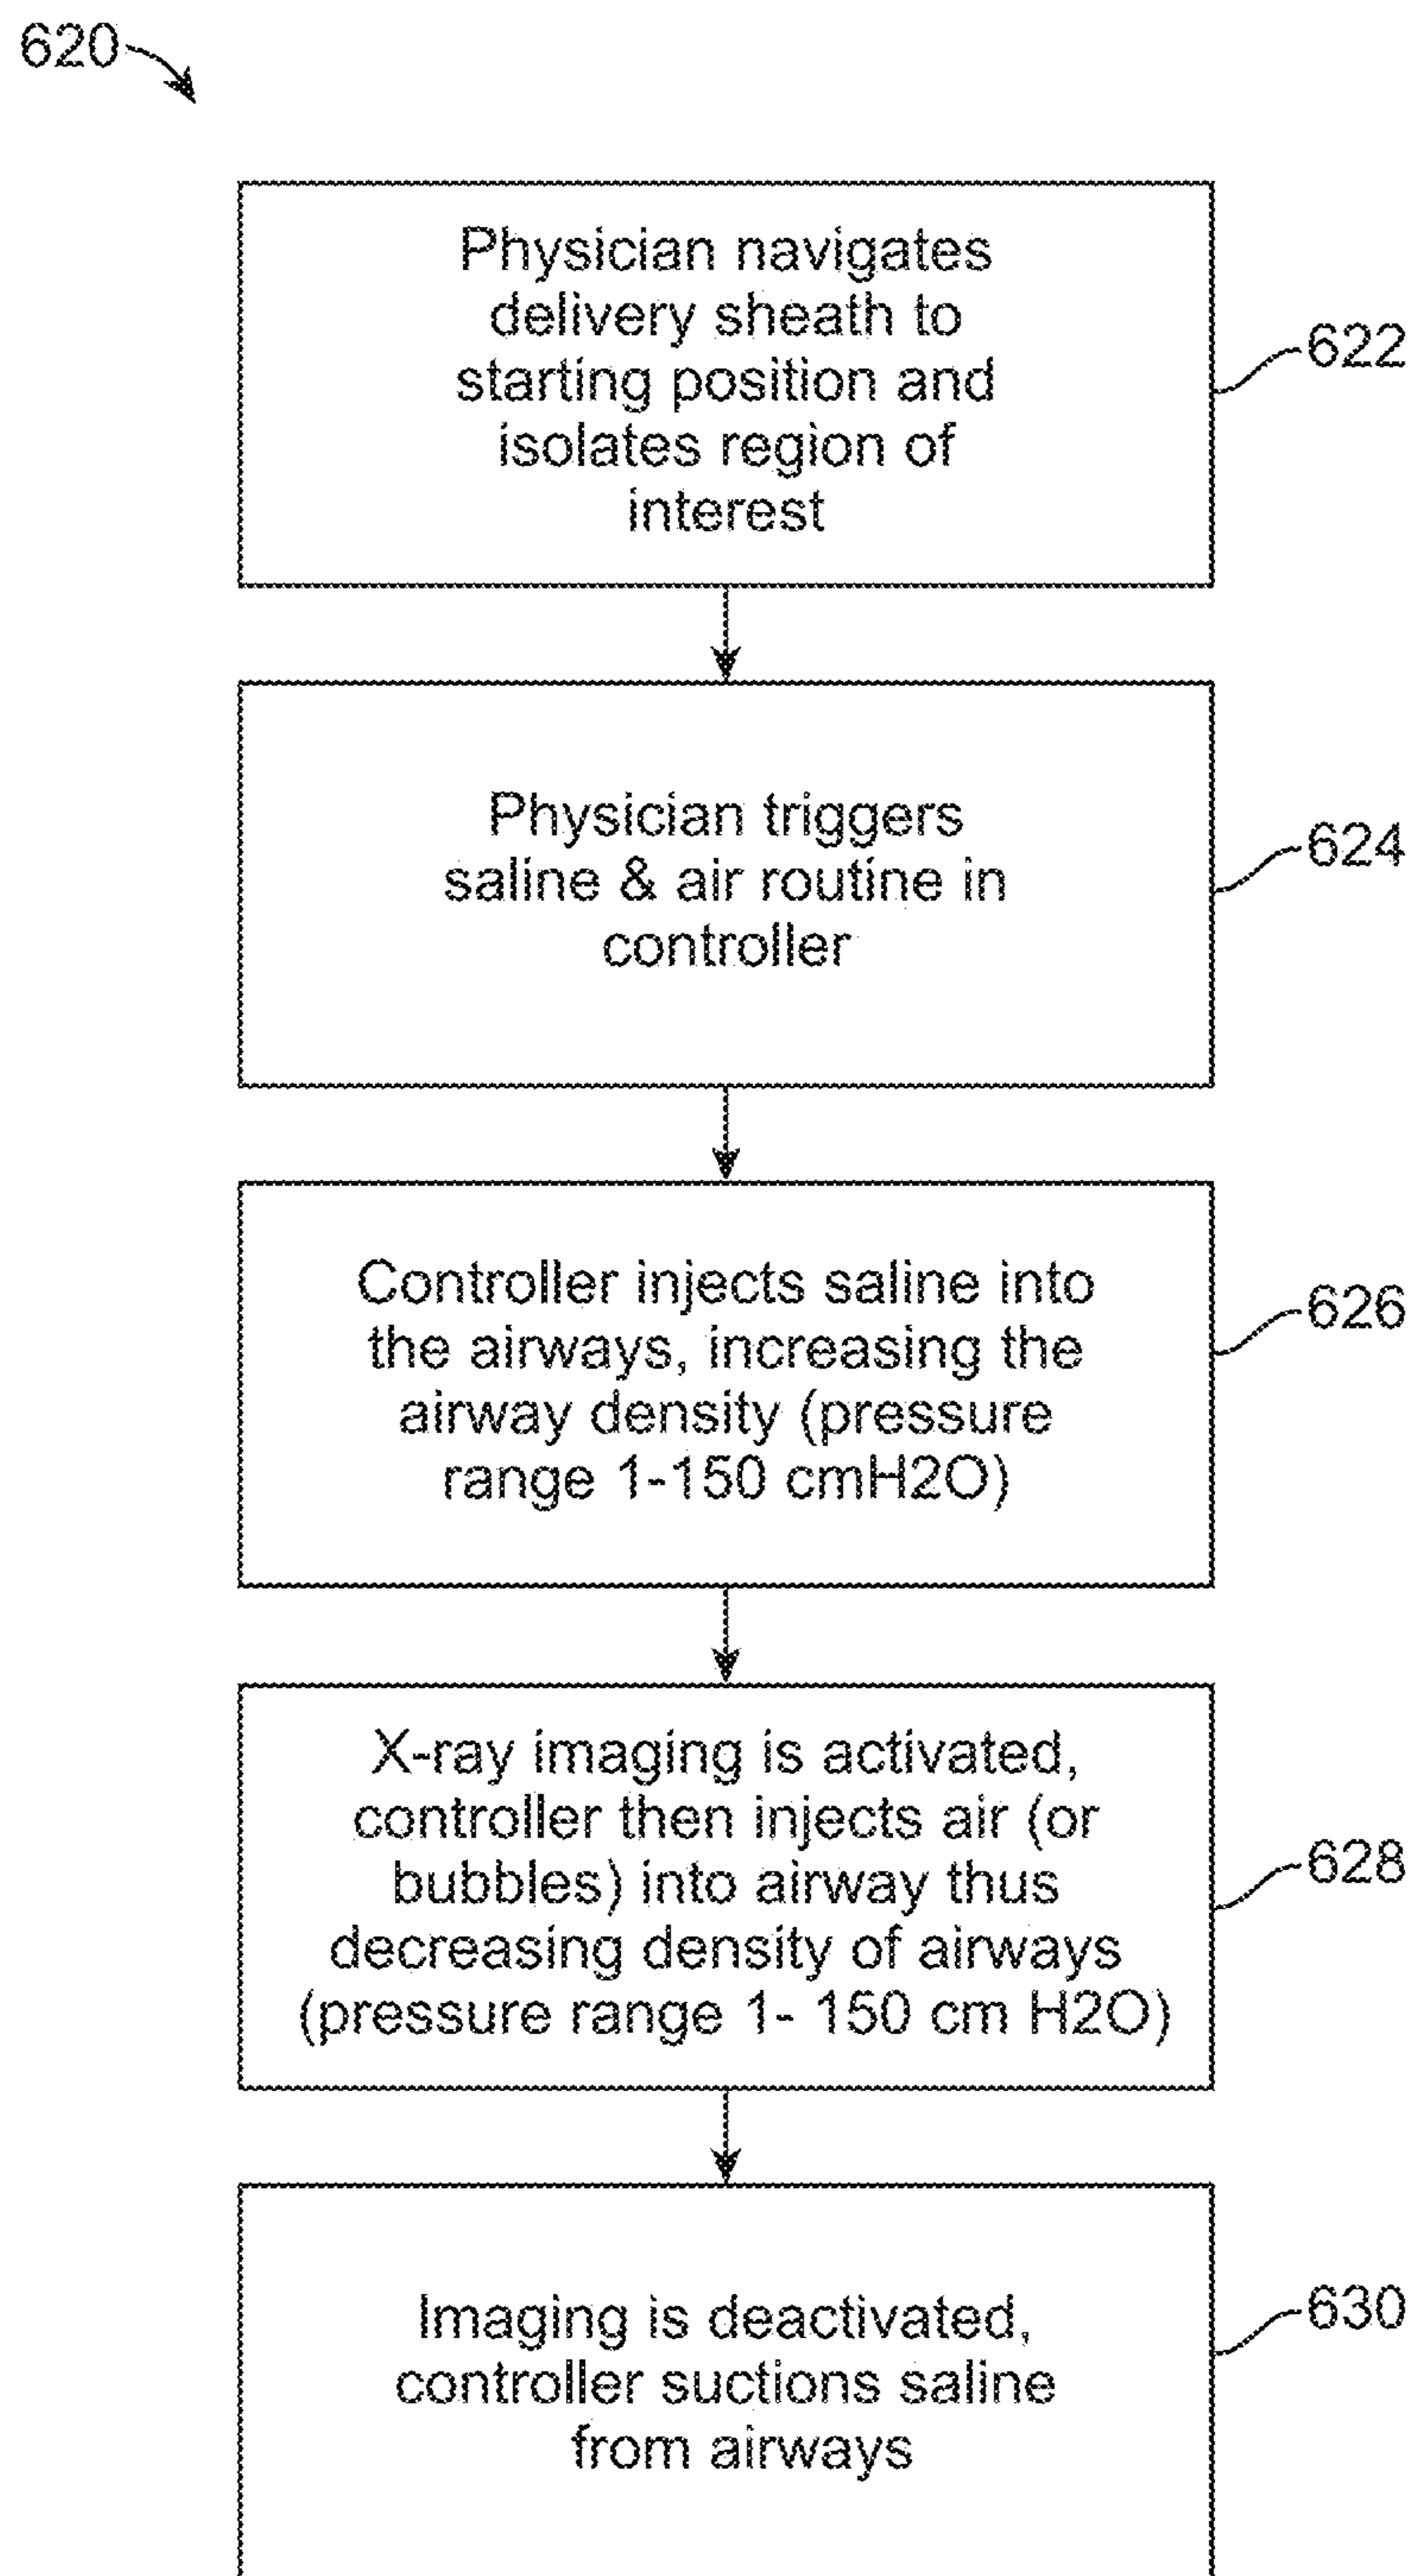 620
Physician navigates
delivery sheath to
starting position and
isolates region of
interest
622
Physician triggers
saline & air routine in
controller
624
Controller injects saline into
the airways, increasing the
airway density (pressure
range 1-150 cmH2O)
626
X-ray imaging is activated,
controller then injects air (or
bubbles) into airway thus
decreasing density of airways
(pressure range 1- 150 cm H2O)
628
Imaging is deactivated,
controller suctions saline
from airways
630